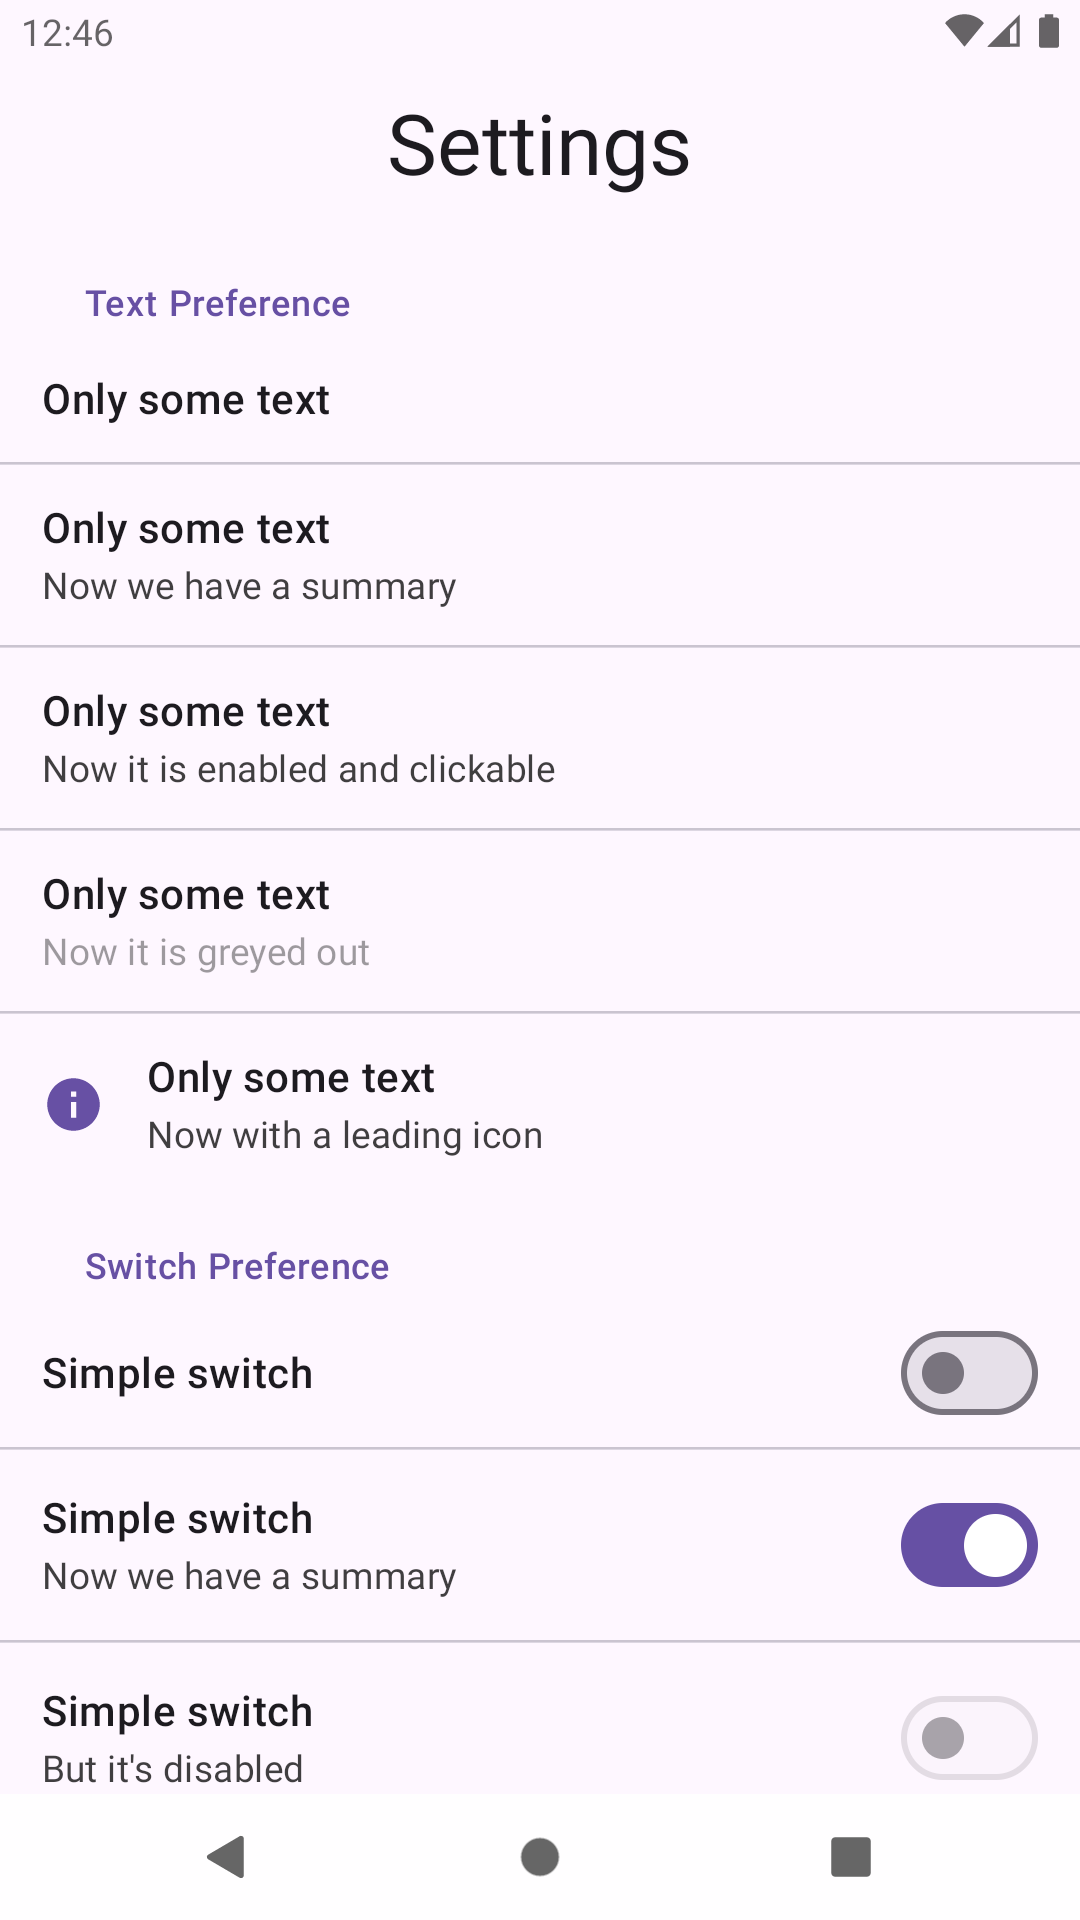 12:46
Settings
Text Preference
Only some text
Only some text
Now we have a summary
Only some text
Now it is enabled and clickable
Only some text
Now it is greyed out
Only some text
Now with a leading icon
Switch Preference
Simple switch
Simple switch
Now we have a summary
Simple switch
But it's disabled